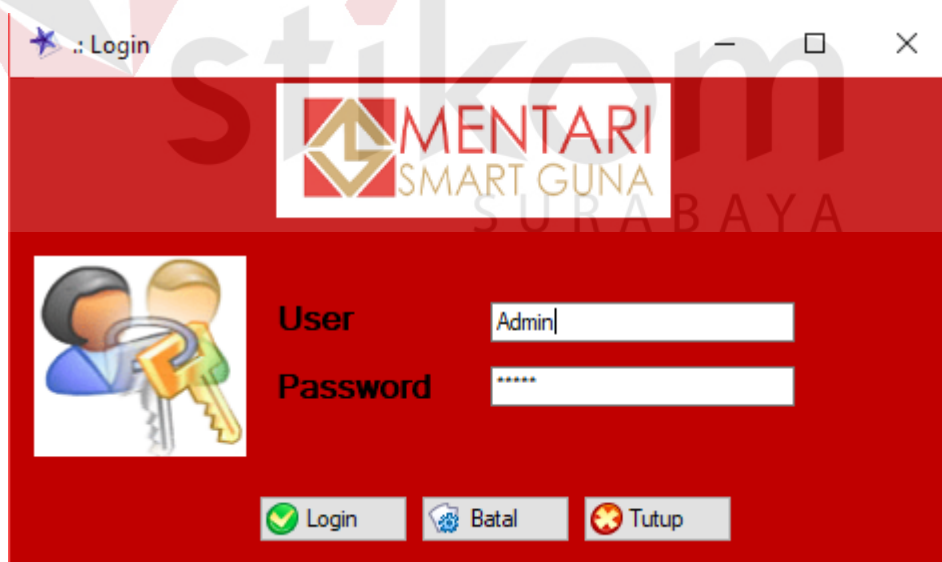 .: Login
stikom
SURABAYA
MENTARI
SMART GUNA
User
Admin
Password
*****
Login
Batal
Tutup